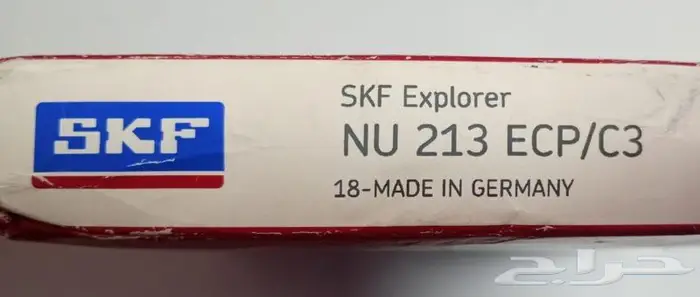 SKF
SKF Explorer
NU 213 ECP/C3
18-MADE IN GERMANY
حراج